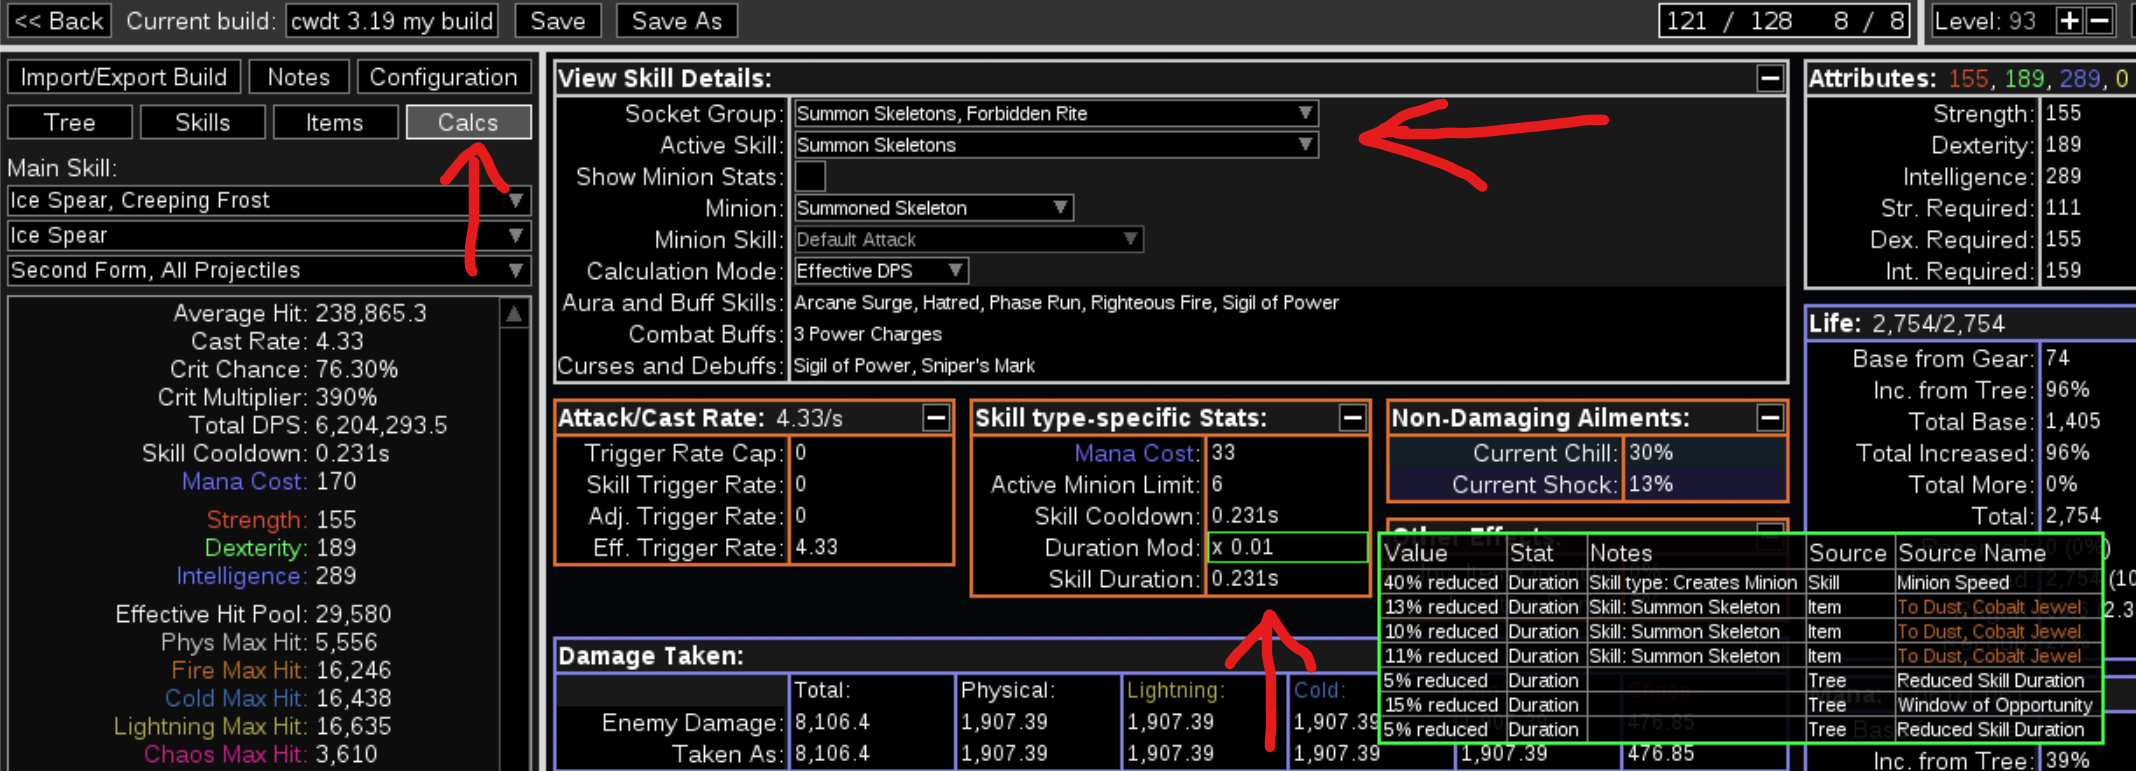 << Back Current build: cwdt 3.19 my build Save Save As 121 / 128 8 / 8 Level: 93 + −
Import/Export Build Notes Configuration
Tree Skills Items Calcs
Main Skill:
Ice Spear, Creeping Frost
Ice Spear
Second Form, All Projectiles
Average Hit: 238,865.3
Cast Rate: 4.33
Crit Chance: 76.30%
Crit Multiplier: 390%
Total DPS: 6,204,293.5
Skill Cooldown: 0.231s
Mana Cost: 170
Strength: 155
Dexterity: 189
Intelligence: 289
Effective Hit Pool: 29,580
Phys Max Hit: 5,556
Fire Max Hit: 16,246
Cold Max Hit: 16,438
Lightning Max Hit: 16,635
Chaos Max Hit: 3,610
View Skill Details: −
Socket Group: Summon Skeletons, Forbidden Rite
Active Skill: Summon Skeletons
Show Minion Stats:
Minion: Summoned Skeleton
Minion Skill: Default Attack
Calculation Mode: Effective DPS
Aura and Buff Skills: Arcane Surge, Hatred, Phase Run, Righteous Fire, Sigil of Power
Combat Buffs: 3 Power Charges
Curses and Debuffs: Sigil of Power, Sniper's Mark
Attack/Cast Rate: 4.33/s −
Trigger Rate Cap: 0
Skill Trigger Rate: 0
Adj. Trigger Rate: 0
Eff. Trigger Rate: 4.33
Skill type-specific Stats: −
Mana Cost: 33
Active Minion Limit: 6
Skill Cooldown: 0.231s
Duration Mod: x 0.01
Skill Duration: 0.231s
Non-Damaging Ailments: −
Current Chill: 30%
Current Shock: 13%
Other Effects:
Value Stat Notes Source Source Name
40% reduced Duration Skill type: Creates Minion Skill Minion Speed
13% reduced Duration Skill: Summon Skeleton Item To Dust, Cobalt Jewel
10% reduced Duration Skill: Summon Skeleton Item To Dust, Cobalt Jewel
11% reduced Duration Skill: Summon Skeleton Item To Dust, Cobalt Jewel
5% reduced Duration Tree Reduced Skill Duration
15% reduced Duration Tree Window of Opportunity
5% reduced Duration Tree Reduced Skill Duration
Damage Taken:
Total: Physical: Lightning: Cold:
Enemy Damage: 8,106.4 1,907.39 1,907.39 1,907.39 476.85
Taken As: 8,106.4 1,907.39 1,907.39 1,907.39 1,907.39 476.85
Attributes: 155, 189, 289, 0
Strength: 155
Dexterity: 189
Intelligence: 289
Str. Required: 111
Dex. Required: 155
Int. Required: 159
Life: 2,754/2,754
Base from Gear: 74
Inc. from Tree: 96%
Total Base: 1,405
Total Increased: 96%
Total More: 0%
Total: 2,754
Inc. from Tree: 39%